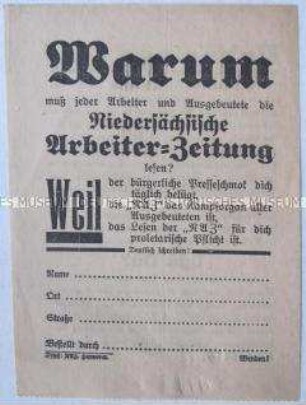 Warum
muß jeder Arbeiter und Ausgebeutete die
Niedersächsische
Arbeiter=Zeitung
lesen?
Weil
der bürgerliche Presseschmok dich
täglich belügt,
die NAZ das Kampforgan aller
Ausgebeuteten ist,
das Lesen der „NAZ“ für dich
proletarische Pflicht ist.
Deutlich schreiben!
Name
Ort
Straße
Bestellt durch
Wenden!